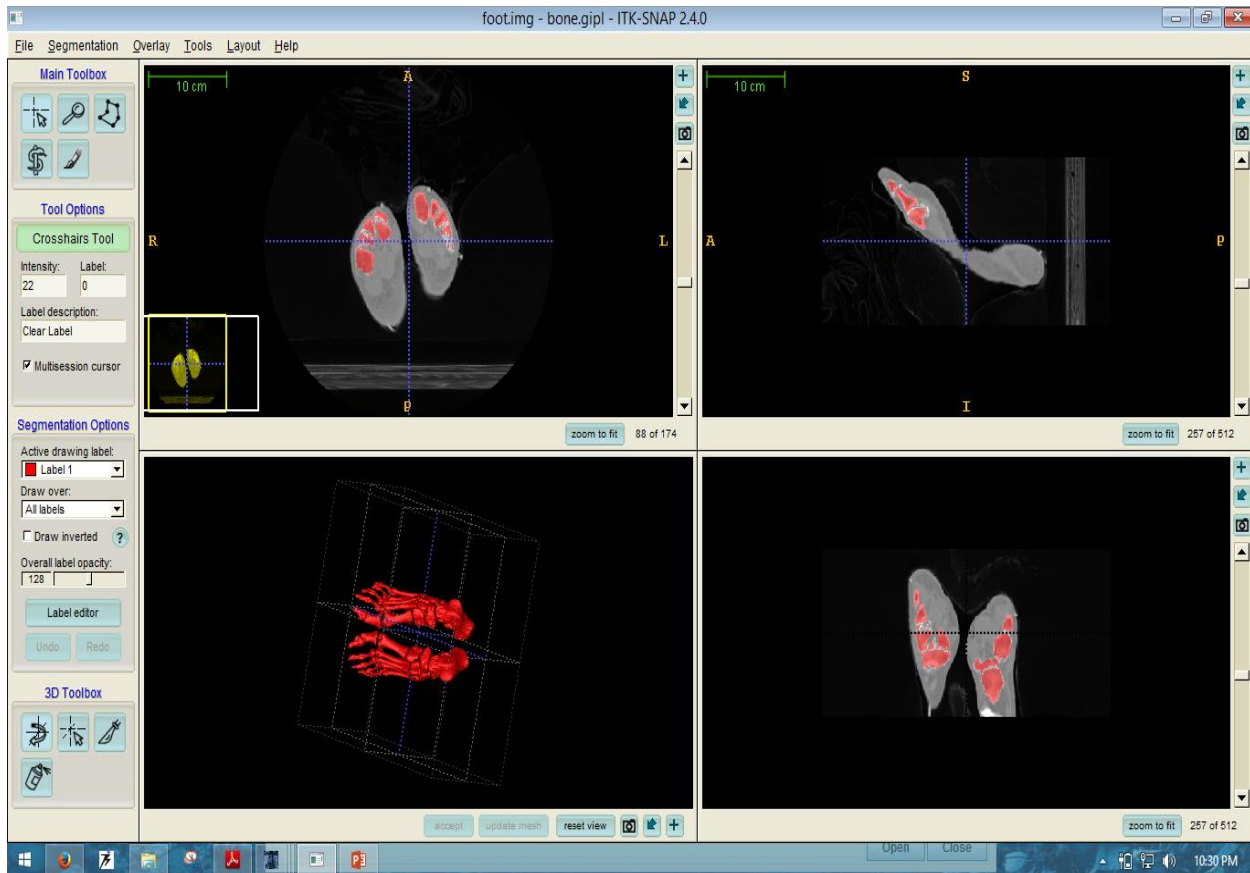 foot.img - bone.gipl - ITK-SNAP 2.4.0
File Segmentation Overlay Tools Layout Help
Main Toolbox
Tool Options
Crosshairs Tool
Intensity: Label:
22 0
Label description:
Clear Label
Multisession cursor
Segmentation Options
Active drawing label:
Label 1
Draw over:
All labels
Draw inverted ?
Overall label opacity:
128
Label editor
Undo Redo
3D Toolbox
10 cm
A
R
L
P
zoom to fit 88 of 174
10 cm
S
A
P
I
zoom to fit 257 of 512
accept update mesh reset view
zoom to fit 257 of 512
Open Close
10:30 PM